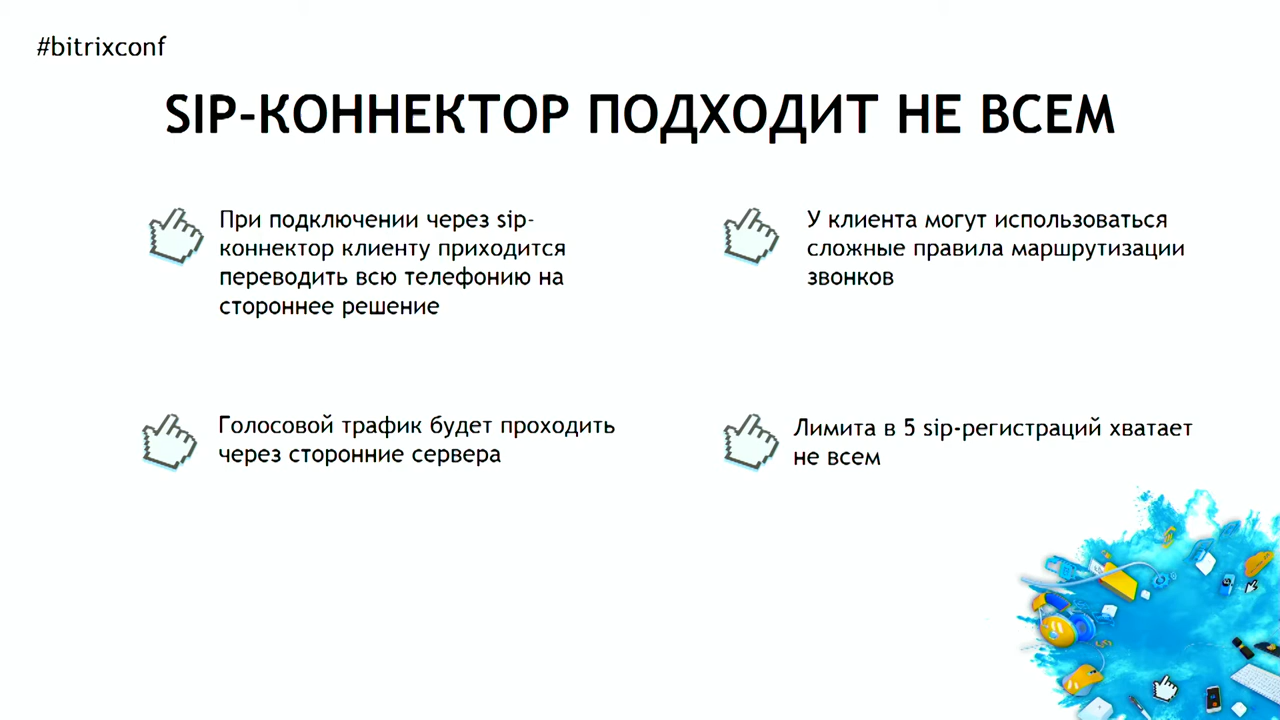 #bitrixconf
SIP-КОННЕКТОР ПОДХОДИТ НЕ ВСЕМ
При подключении через sip-
коннектор клиенту приходится
переводить всю телефонию на
стороннее решение
У клиента могут использоваться
сложные правила маршрутизации
звонков
Голосовой трафик будет проходить
через сторонние сервера
Лимита в 5 sip-регистраций хватает
не всем